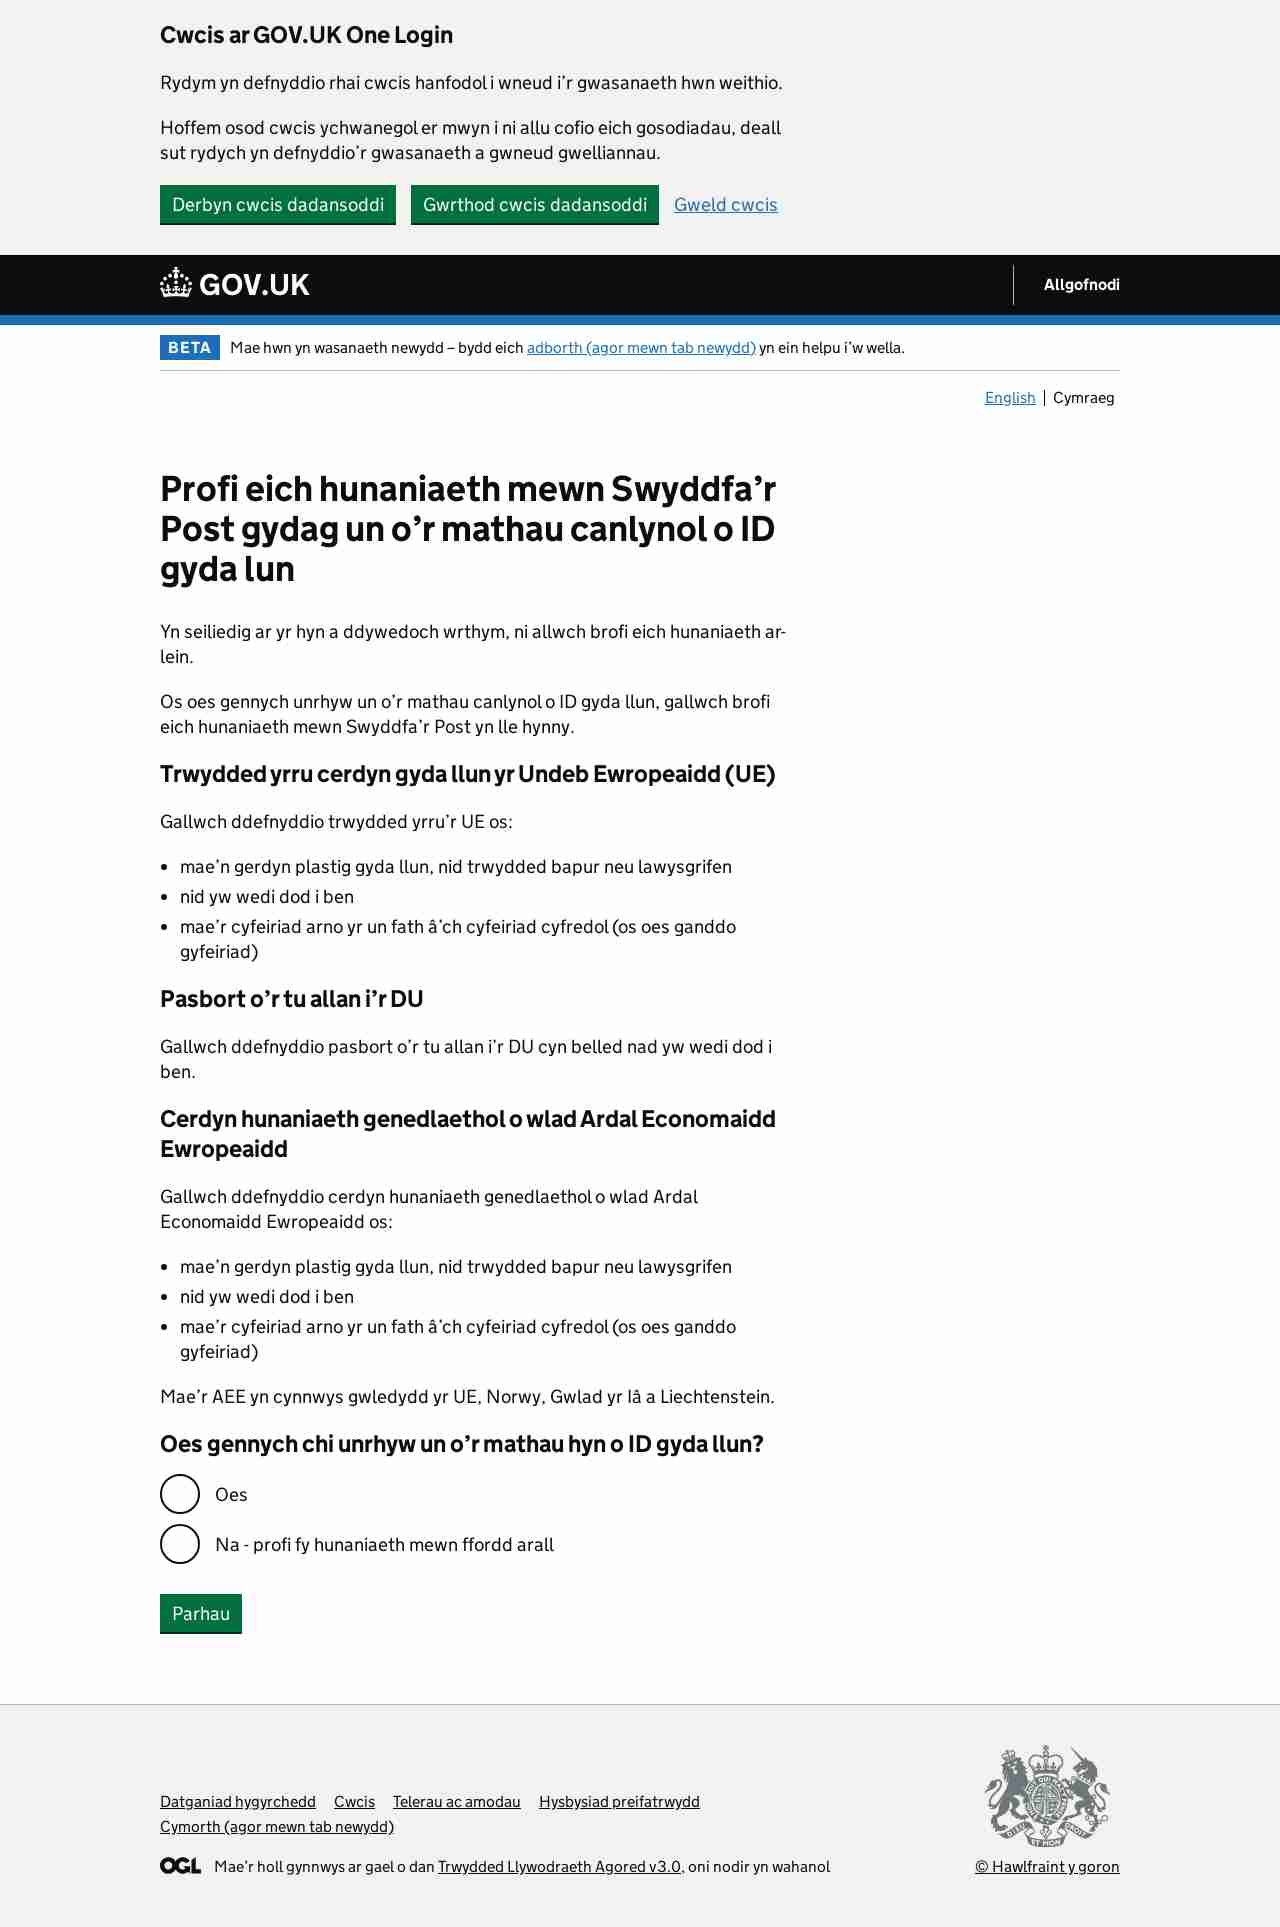 Cwcis ar GOV.UK One Login
Rydym yn defnyddio rhai cwcis hanfodol i wneud i’r gwasanaeth hwn weithio.
Hoffem osod cwcis ychwanegol er mwyn i ni allu cofio eich gosodiadau, deall
sut rydych yn defnyddio’r gwasanaeth a gwneud gwelliannau.
Derbyn cwcis dadansoddi Gwrthod cwcis dadansoddi Gweld cwcis
GOV.UK Allgofnodi
BETA Mae hwn yn wasanaeth newydd – bydd eich adborth (agor mewn tab newydd) yn ein helpu i’w wella.
English Cymraeg
Profi eich hunaniaeth mewn Swyddfa’r
Post gydag un o’r mathau canlynol o ID
gyda lun
Yn seiliedig ar yr hyn a ddywedoch wrthym, ni allwch brofi eich hunaniaeth ar-
lein.
Os oes gennych unrhyw un o’r mathau canlynol o ID gyda llun, gallwch brofi
eich hunaniaeth mewn Swyddfa’r Post yn lle hynny.
Trwydded yrru cerdyn gyda llun yr Undeb Ewropeaidd (UE)
Gallwch ddefnyddio trwydded yrru’r UE os:
• mae’n gerdyn plastig gyda llun, nid trwydded bapur neu lawysgrifen
• nid yw wedi dod i ben
• mae’r cyfeiriad arno yr un fath â’ch cyfeiriad cyfredol (os oes ganddo
gyfeiriad)
Pasbort o’r tu allan i’r DU
Gallwch ddefnyddio pasbort o’r tu allan i’r DU cyn belled nad yw wedi dod i
ben.
Cerdyn hunaniaeth genedlaethol o wlad Ardal Economaidd
Ewropeaidd
Gallwch ddefnyddio cerdyn hunaniaeth genedlaethol o wlad Ardal
Economaidd Ewropeaidd os:
• mae’n gerdyn plastig gyda llun, nid trwydded bapur neu lawysgrifen
• nid yw wedi dod i ben
• mae’r cyfeiriad arno yr un fath â’ch cyfeiriad cyfredol (os oes ganddo
gyfeiriad)
Mae’r AEE yn cynnwys gwledydd yr UE, Norwy, Gwlad yr Iâ a Liechtenstein.
Oes gennych chi unrhyw un o’r mathau hyn o ID gyda llun?
Oes
Na - profi fy hunaniaeth mewn ffordd arall
Parhau
Datganiad hygyrchedd Cwcis Telerau ac amodau Hysbysiad preifatrwydd
Cymorth (agor mewn tab newydd)
OGL Mae’r holl gynnwys ar gael o dan Trwydded Llywodraeth Agored v3.0, oni nodir yn wahanol
© Hawlfraint y goron